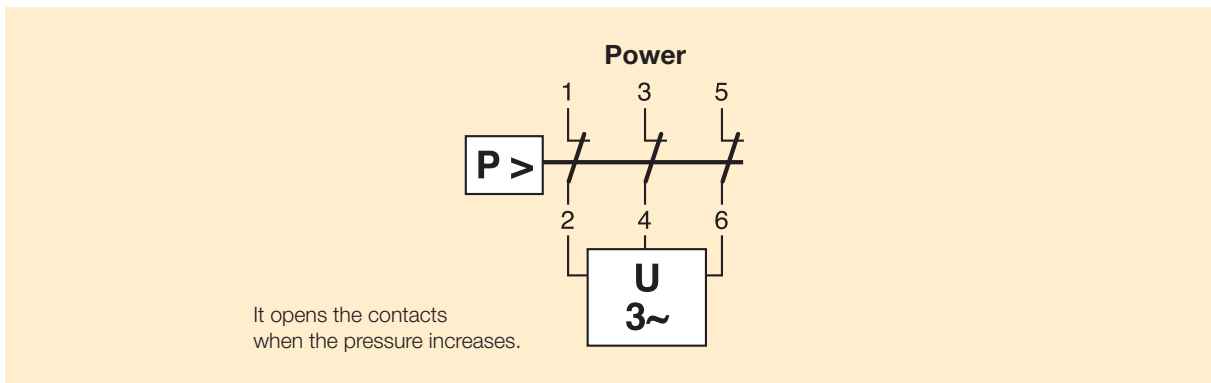 Power
1 3 5
P >
2 4 6
U
3~
It opens the contacts
when the pressure increases.